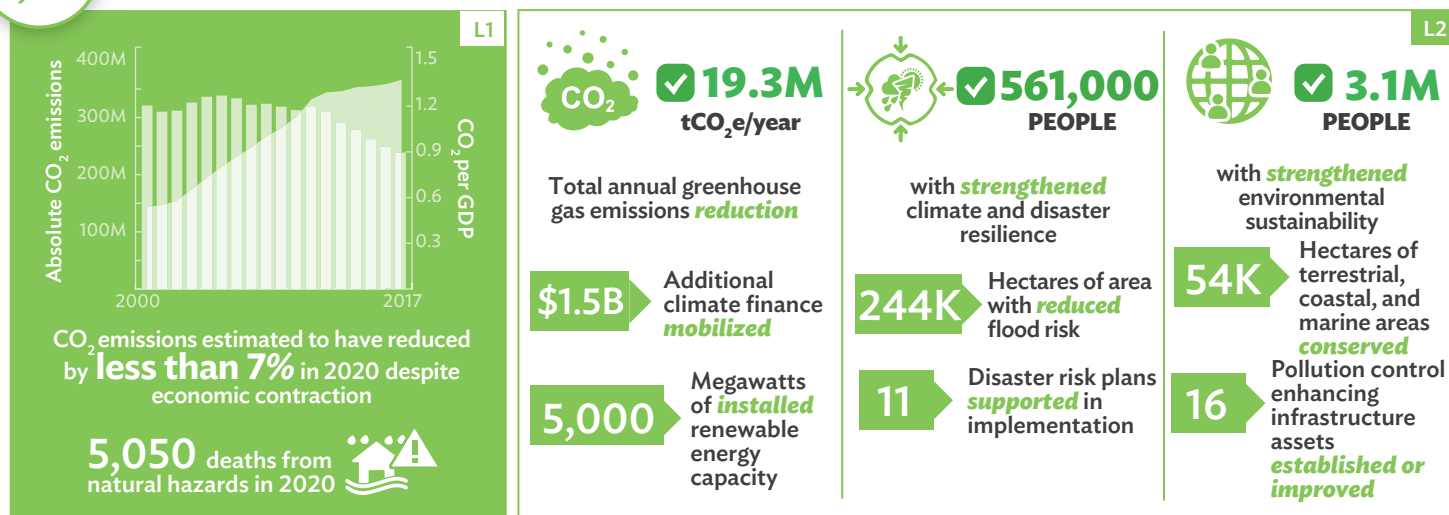 L1
Absolute CO2 emissions
400M
300M
200M
100M
1.5
1.2
0.9
0.6
0.3
CO2 per GDP
2000
2017
CO2 emissions estimated to have reduced
by less than 7% in 2020 despite
economic contraction
5,050 deaths from
natural hazards in 2020
L2
CO2
19.3M
tCO2e/year
Total annual greenhouse
gas emissions reduction
$1.5B
Additional
climate finance
mobilized
5,000
Megawatts
of installed
renewable
energy
capacity
561,000
PEOPLE
with strengthened
climate and disaster
resilience
244K
Hectares of area
with reduced
flood risk
11
Disaster risk plans
supported in
implementation
3.1M
PEOPLE
with strengthened
environmental
sustainability
54K
Hectares of
terrestrial,
coastal, and
marine areas
conserved
16
Pollution control
enhancing
infrastructure
assets
established or
improved